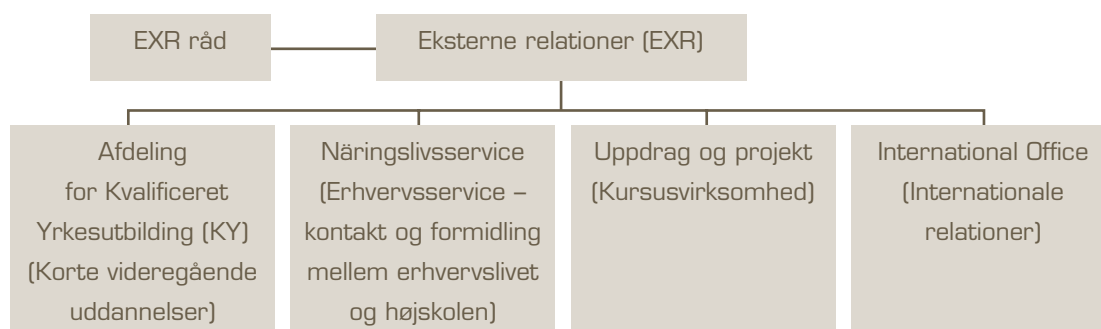 EXR råd
Eksterne relationer (EXR)
Afdeling
for Kvalificeret
Yrkesutbilding (KY)
(Korte videregående
uddannelser)
Näringslivsservice
(Erhvervsservice –
kontakt og formidling
mellem erhvervslivet
og højskolen)
Uppdrag og projekt
(Kursusvirksomhed)
International Office
(Internationale
relationer)